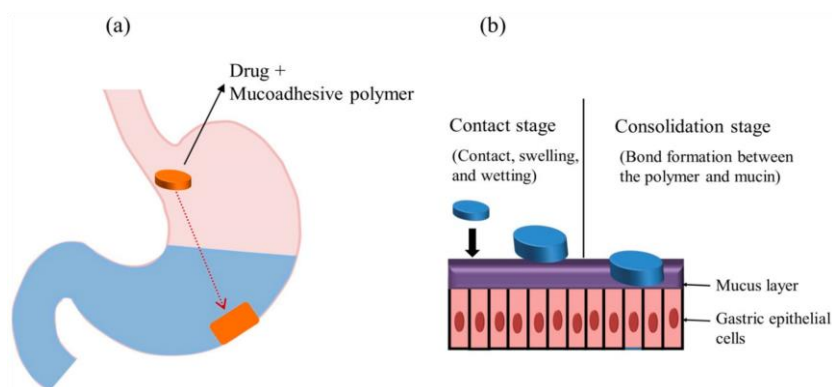 (a)
Drug +
Mucoadhesive polymer
(b)
Contact stage
(Contact, swelling,
and wetting)
Consolidation stage
(Bond formation between
the polymer and mucin)
Mucus layer
Gastric epithelial
cells